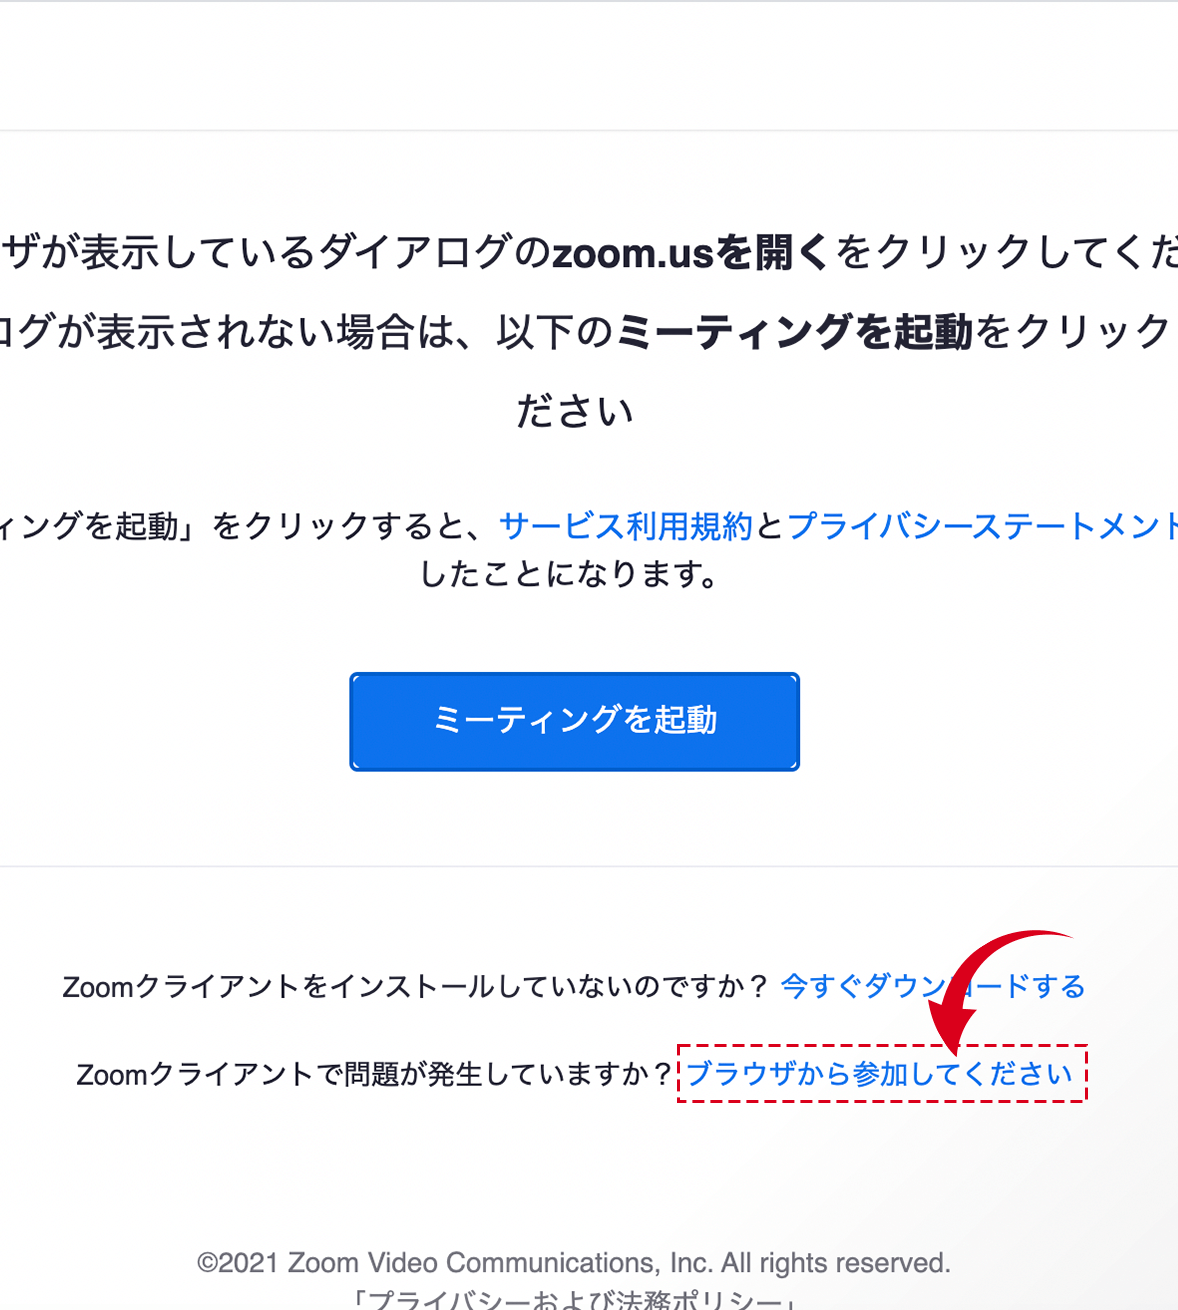 ザが表示しているダイアログのzoom.usを開くをクリックしてくだ
ログが表示されない場合は、以下のミーティングを起動をクリック
ださい
ィングを起動」をクリックすると、サービス利用規約とプライバシーステートメント
したことになります。
ミーティングを起動
Zoomクライアントをインストールしていないのですか？ 今すぐダウンロードする
Zoomクライアントで問題が発生していますか？ブラウザから参加してください
©2021 Zoom Video Communications, Inc. All rights reserved.
「プライバシーおよび法務ポリシー」